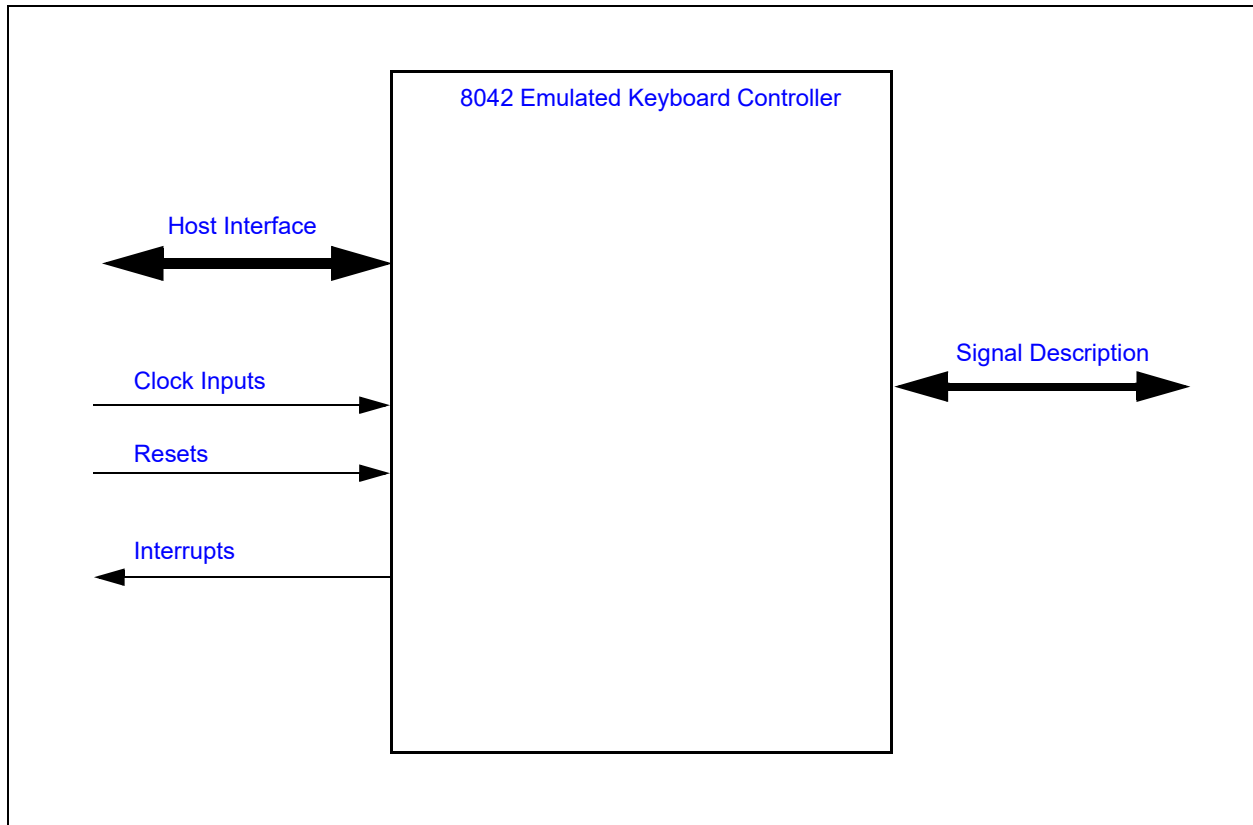 8042 Emulated Keyboard Controller
Host Interface
Signal Description
Clock Inputs
Resets
Interrupts